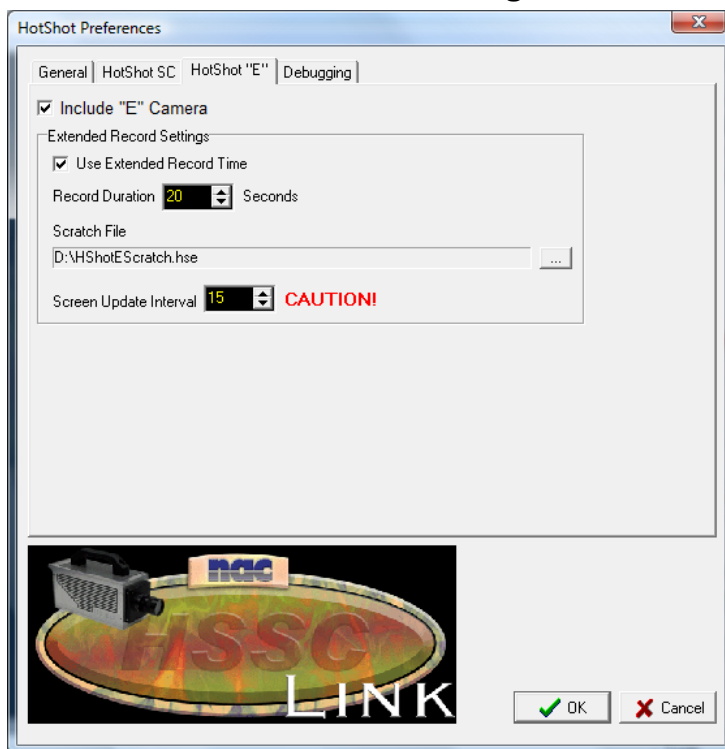 HotShot Preferences
General HotShot SC HotShot "E" Debugging
Include "E" Camera
Extended Record Settings
Use Extended Record Time
Record Duration 20 Seconds
Scratch File
D:\HShotEScratch.hse
...
Screen Update Interval 15 CAUTION!
nac
HSSC
LINK
OK Cancel